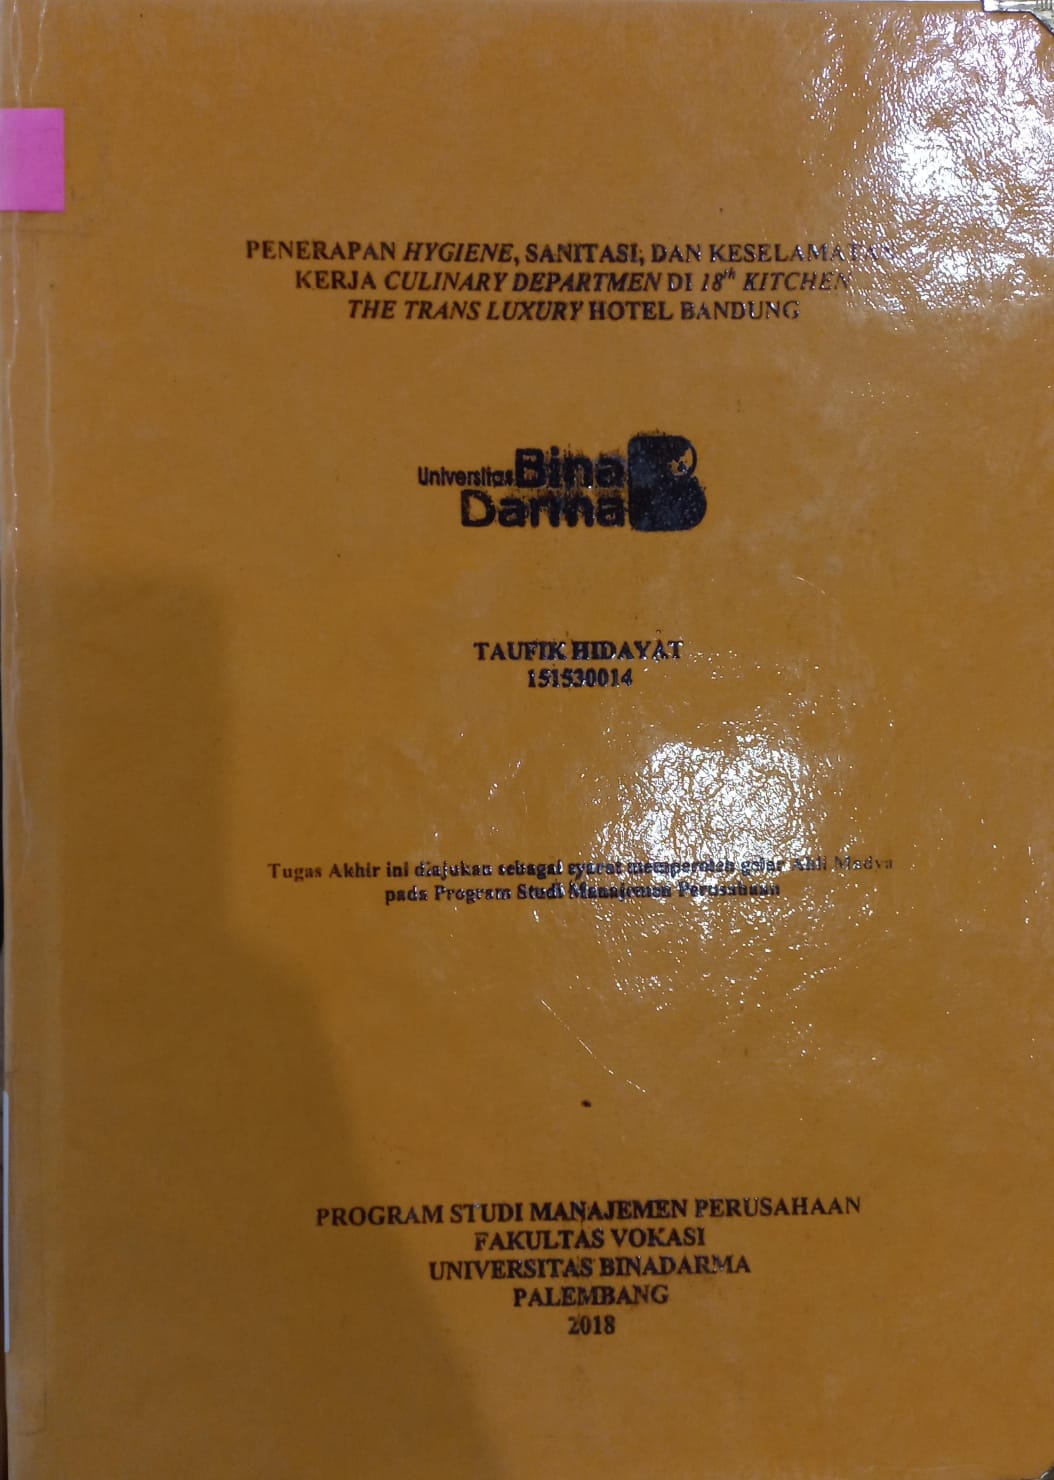 PENERAPAN HYGIENE, SANITASI, DAN KESELAMATAN
KERJA CULINARY DEPARTMEN DI 18th KITCHEN
THE TRANS LUXURY HOTEL BANDUNG
Universitas Bina
Darma
TAUFIK HIDAYAT
151530014
Tugas Akhir ini diajukan sebagai syarat memperoleh gelar Ahli Madya
pada Program Studi Manajemen Perusahaan
PROGRAM STUDI MANAJEMEN PERUSAHAAN
FAKULTAS VOKASI
UNIVERSITAS BINADARMA
PALEMBANG
2018